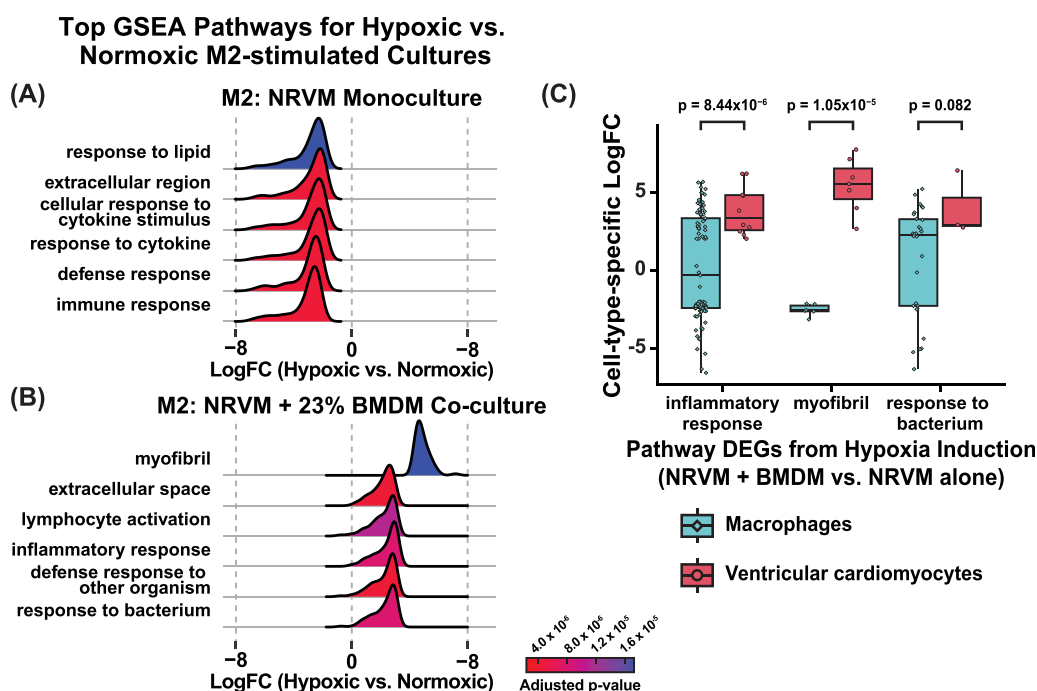 Top GSEA Pathways for Hypoxic vs.
Normoxic M2-stimulated Cultures
(A)
M2: NRVM Monoculture
response to lipid
extracellular region
cellular response to
cytokine stimulus
response to cytokine
defense response
immune response
−8 0 −8
LogFC (Hypoxic vs. Normoxic)
(B)
M2: NRVM + 23% BMDM Co-culture
myofibril
extracellular space
lymphocyte activation
inflammatory response
defense response to
other organism
response to bacterium
−8 0 −8
LogFC (Hypoxic vs. Normoxic)
4.0 x 10⁻⁶ 8.0 x 10⁻⁶ 1.2 x 10⁻⁵ 1.6 x 10⁻⁵
Adjusted p-value
(C)
p = 8.44x10⁻⁶ p = 1.05x10⁻⁵ p = 0.082
Cell-type-specific LogFC
5
0
-5
inflammatory
response
myofibril
response to
bacterium
Pathway DEGs from Hypoxia Induction
(NRVM + BMDM vs. NRVM alone)
Macrophages
Ventricular cardiomyocytes